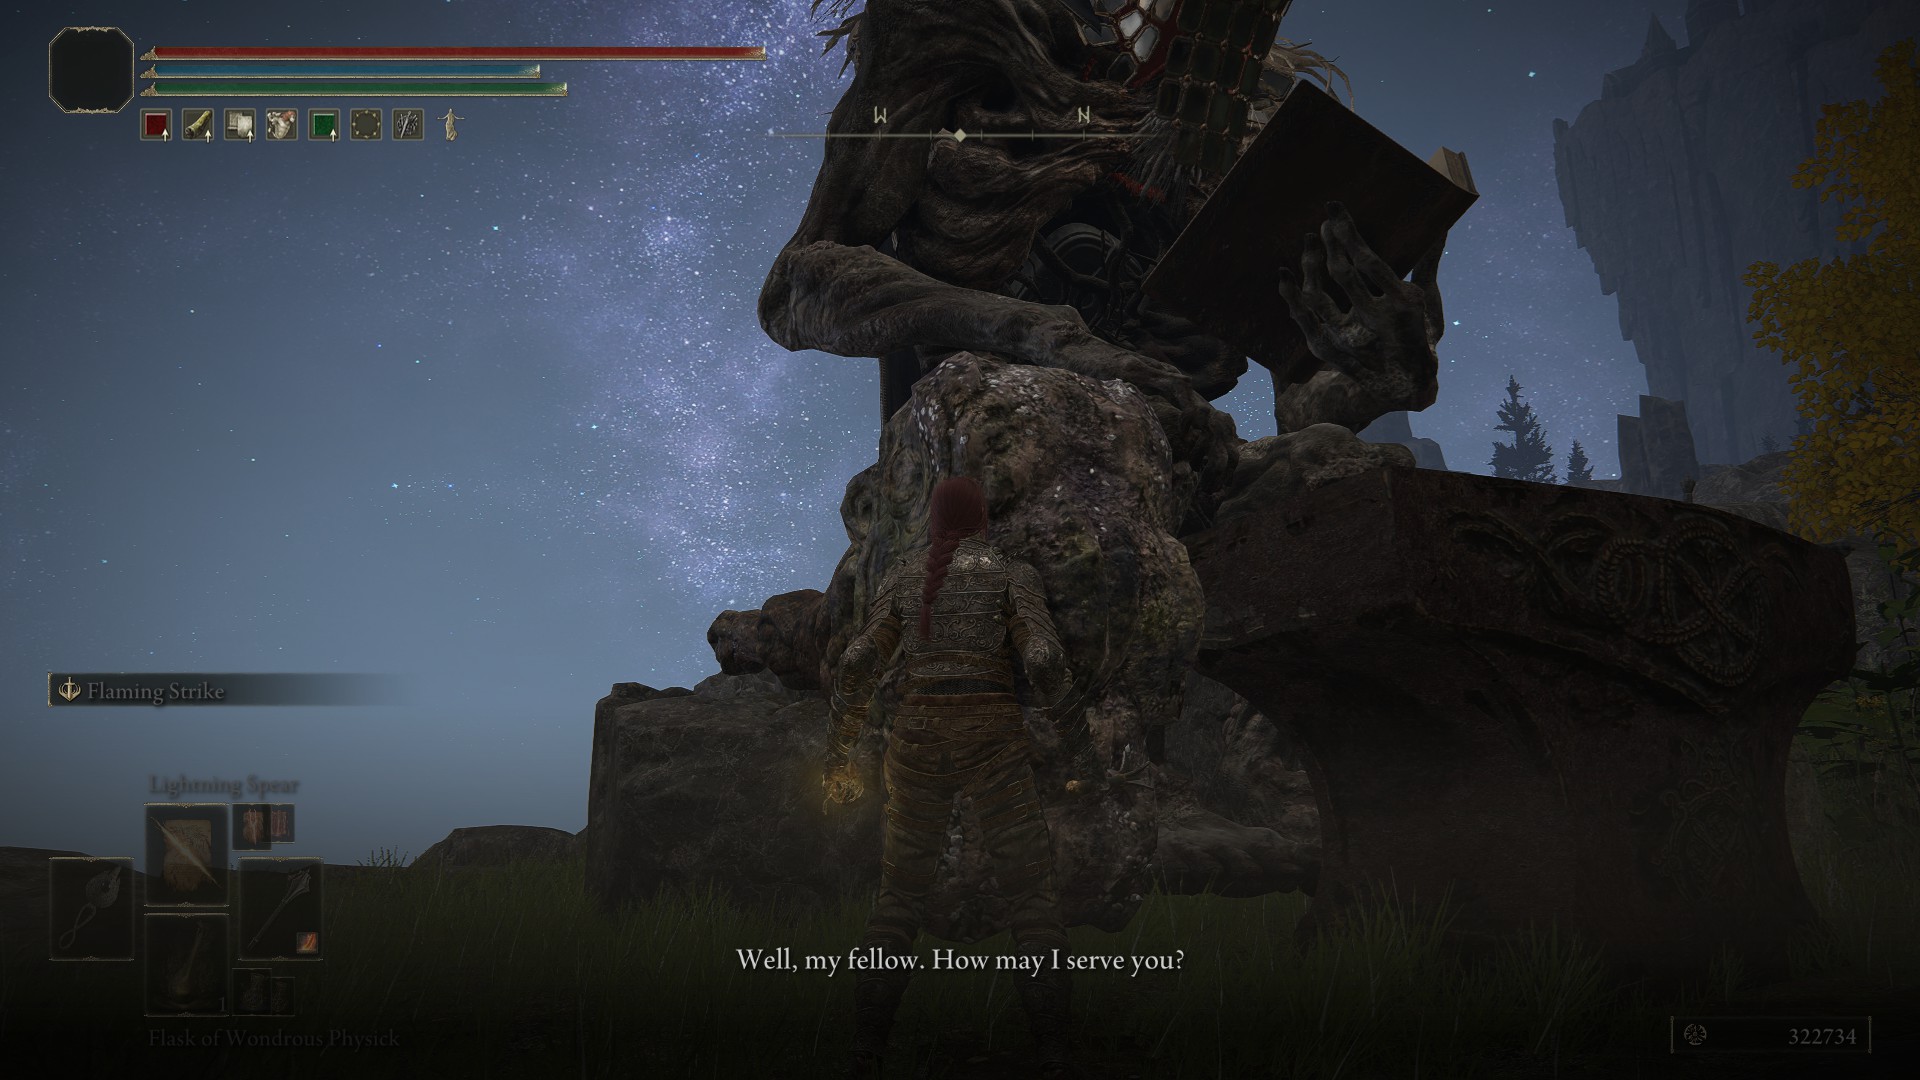 W
N
Flaming Strike
Lightning Spear
1
Flask of Wondrous Physick
Well, my fellow. How may I serve you?
322734